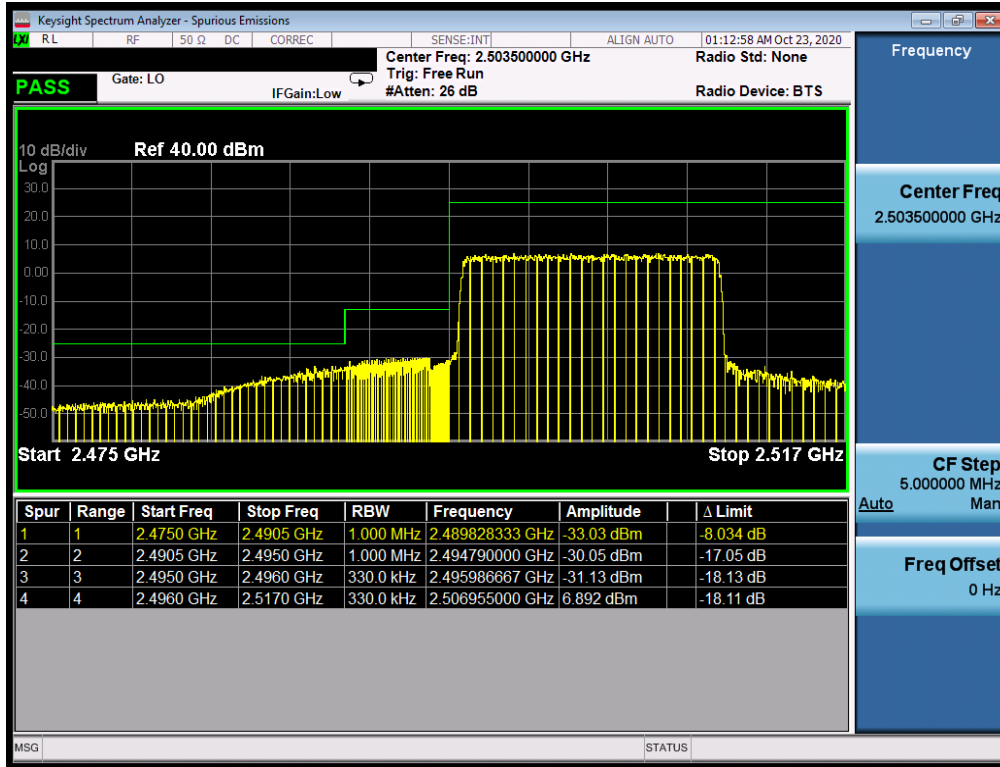 Keysight Spectrum Analyzer - Spurious Emissions
LXI RL RF 50 Ω DC CORREC SENSE:INT ALIGN AUTO 01:12:58 AM Oct 23, 2020
Center Freq: 2.503500000 GHz Radio Std: None
PASS Gate: LO Trig: Free Run
IFGain:Low #Atten: 26 dB Radio Device: BTS
10 dB/div Ref 40.00 dBm
Log
30.0
20.0
10.0
0.00
-10.0
-20.0
-30.0
-40.0
-50.0
Start 2.475 GHz Stop 2.517 GHz
Spur Range Start Freq Stop Freq RBW Frequency Amplitude Δ Limit
1 1 2.4750 GHz 2.4905 GHz 1.000 MHz 2.489828333 GHz -33.03 dBm -8.034 dB
2 2 2.4905 GHz 2.4950 GHz 1.000 MHz 2.494790000 GHz -30.05 dBm -17.05 dB
3 3 2.4950 GHz 2.4960 GHz 330.0 kHz 2.495986667 GHz -31.13 dBm -18.13 dB
4 4 2.4960 GHz 2.5170 GHz 330.0 kHz 2.506955000 GHz 6.892 dBm -18.11 dB
MSG STATUS
Frequency
Center Freq
2.503500000 GHz
CF Step
5.000000 MHz
Auto Man
Freq Offset
0 Hz